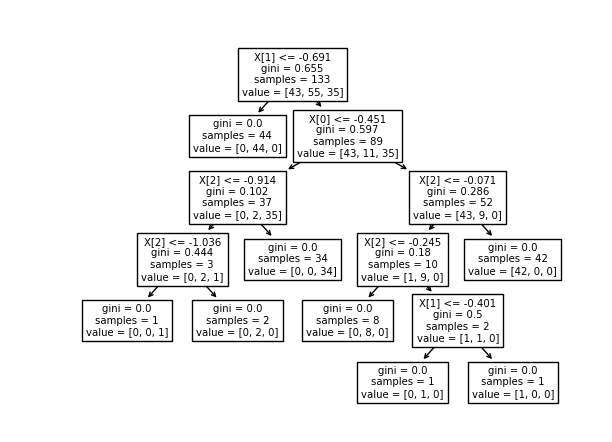 X[1] <= -0.691
gini = 0.655
samples = 133
value = [43, 55, 35]
gini = 0.0
samples = 44
value = [0, 44, 0]
X[0] <= -0.451
gini = 0.597
samples = 89
value = [43, 11, 35]
X[2] <= -0.914
gini = 0.102
samples = 37
value = [0, 2, 35]
X[2] <= -0.071
gini = 0.286
samples = 52
value = [43, 9, 0]
X[2] <= -1.036
gini = 0.444
samples = 3
value = [0, 2, 1]
gini = 0.0
samples = 34
value = [0, 0, 34]
X[2] <= -0.245
gini = 0.18
samples = 10
value = [1, 9, 0]
gini = 0.0
samples = 42
value = [42, 0, 0]
gini = 0.0
samples = 1
value = [0, 0, 1]
gini = 0.0
samples = 2
value = [0, 2, 0]
gini = 0.0
samples = 8
value = [0, 8, 0]
X[1] <= -0.401
gini = 0.5
samples = 2
value = [1, 1, 0]
gini = 0.0
samples = 1
value = [0, 1, 0]
gini = 0.0
samples = 1
value = [1, 0, 0]